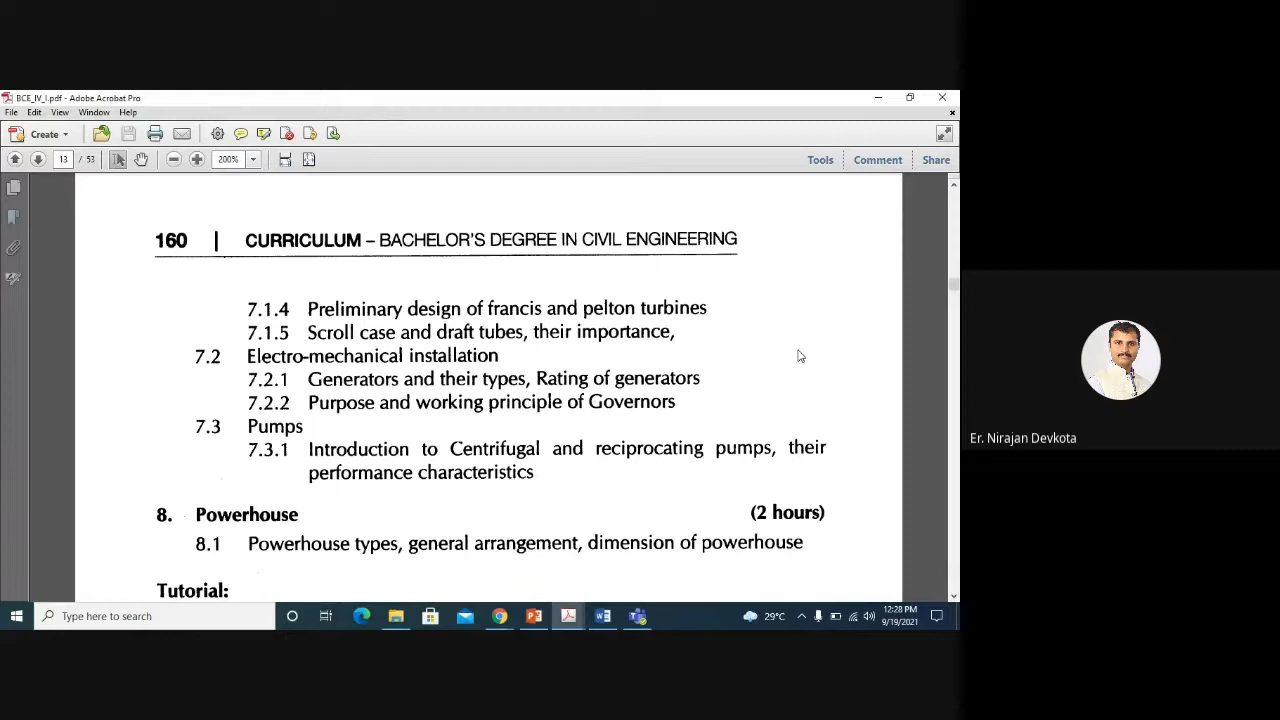 BCE_IV_I.pdf - Adobe Acrobat Pro
File Edit View Window Help
Create
13 / 53 200% Tools Comment Share
160 | CURRICULUM – BACHELOR'S DEGREE IN CIVIL ENGINEERING
7.1.4 Preliminary design of francis and pelton turbines
7.1.5 Scroll case and draft tubes, their importance,
7.2 Electro-mechanical installation
7.2.1 Generators and their types, Rating of generators
7.2.2 Purpose and working principle of Governors
7.3 Pumps
7.3.1 Introduction to Centrifugal and reciprocating pumps, their
performance characteristics
8. Powerhouse (2 hours)
8.1 Powerhouse types, general arrangement, dimension of powerhouse
Tutorial:
Er. Nirajan Devkota
Type here to search
29°C
12:28 PM
9/19/2021